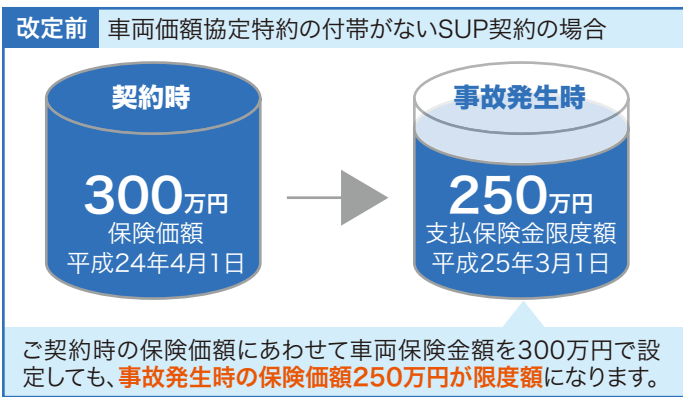 改定前 車両価額協定特約の付帯がないSUP契約の場合
契約時
300万円
保険価額
平成24年4月1日
事故発生時
250万円
支払保険金限度額
平成25年3月1日
ご契約時の保険価額にあわせて車両保険金額を300万円で設
定しても、事故発生時の保険価額250万円が限度額になります。